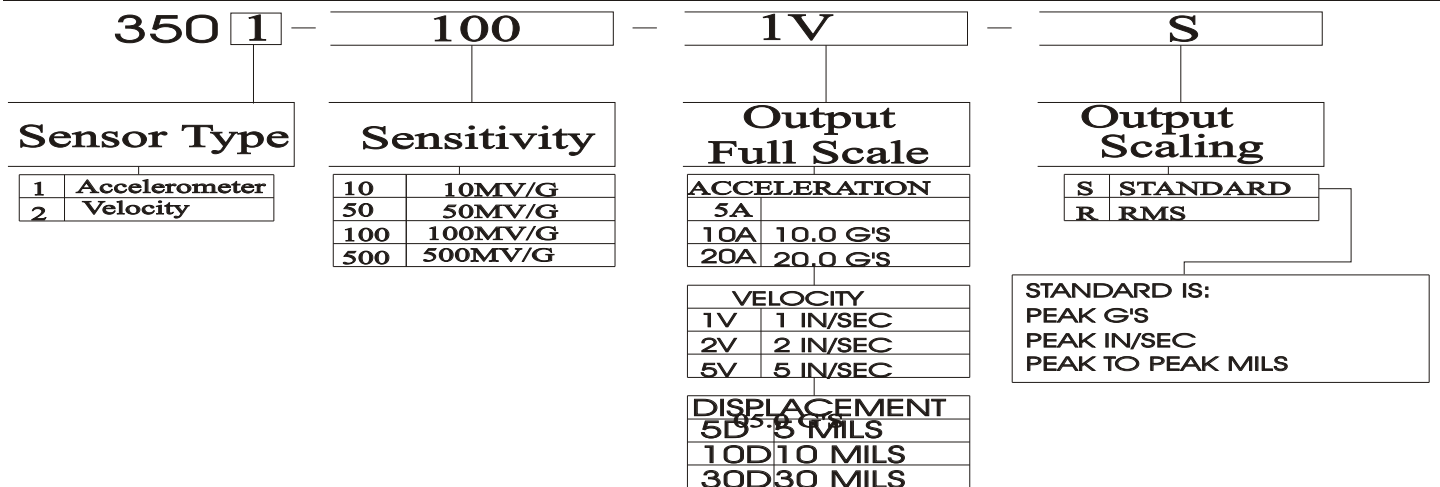 3501 — 100 — 1V — S
Sensor Type
1 Accelerometer
2 Velocity
Sensitivity
10 10MV/G
50 50MV/G
100 100MV/G
500 500MV/G
Output
Full Scale
ACCELERATION
5A
10A 10.0 G'S
20A 20.0 G'S
VELOCITY
1V 1 IN/SEC
2V 2 IN/SEC
5V 5 IN/SEC
DISPLACEMENT
05.0 G'S
5D 5 MILS
10D 10 MILS
30D 30 MILS
Output
Scaling
S STANDARD
R RMS
STANDARD IS:
PEAK G'S
PEAK IN/SEC
PEAK TO PEAK MILS